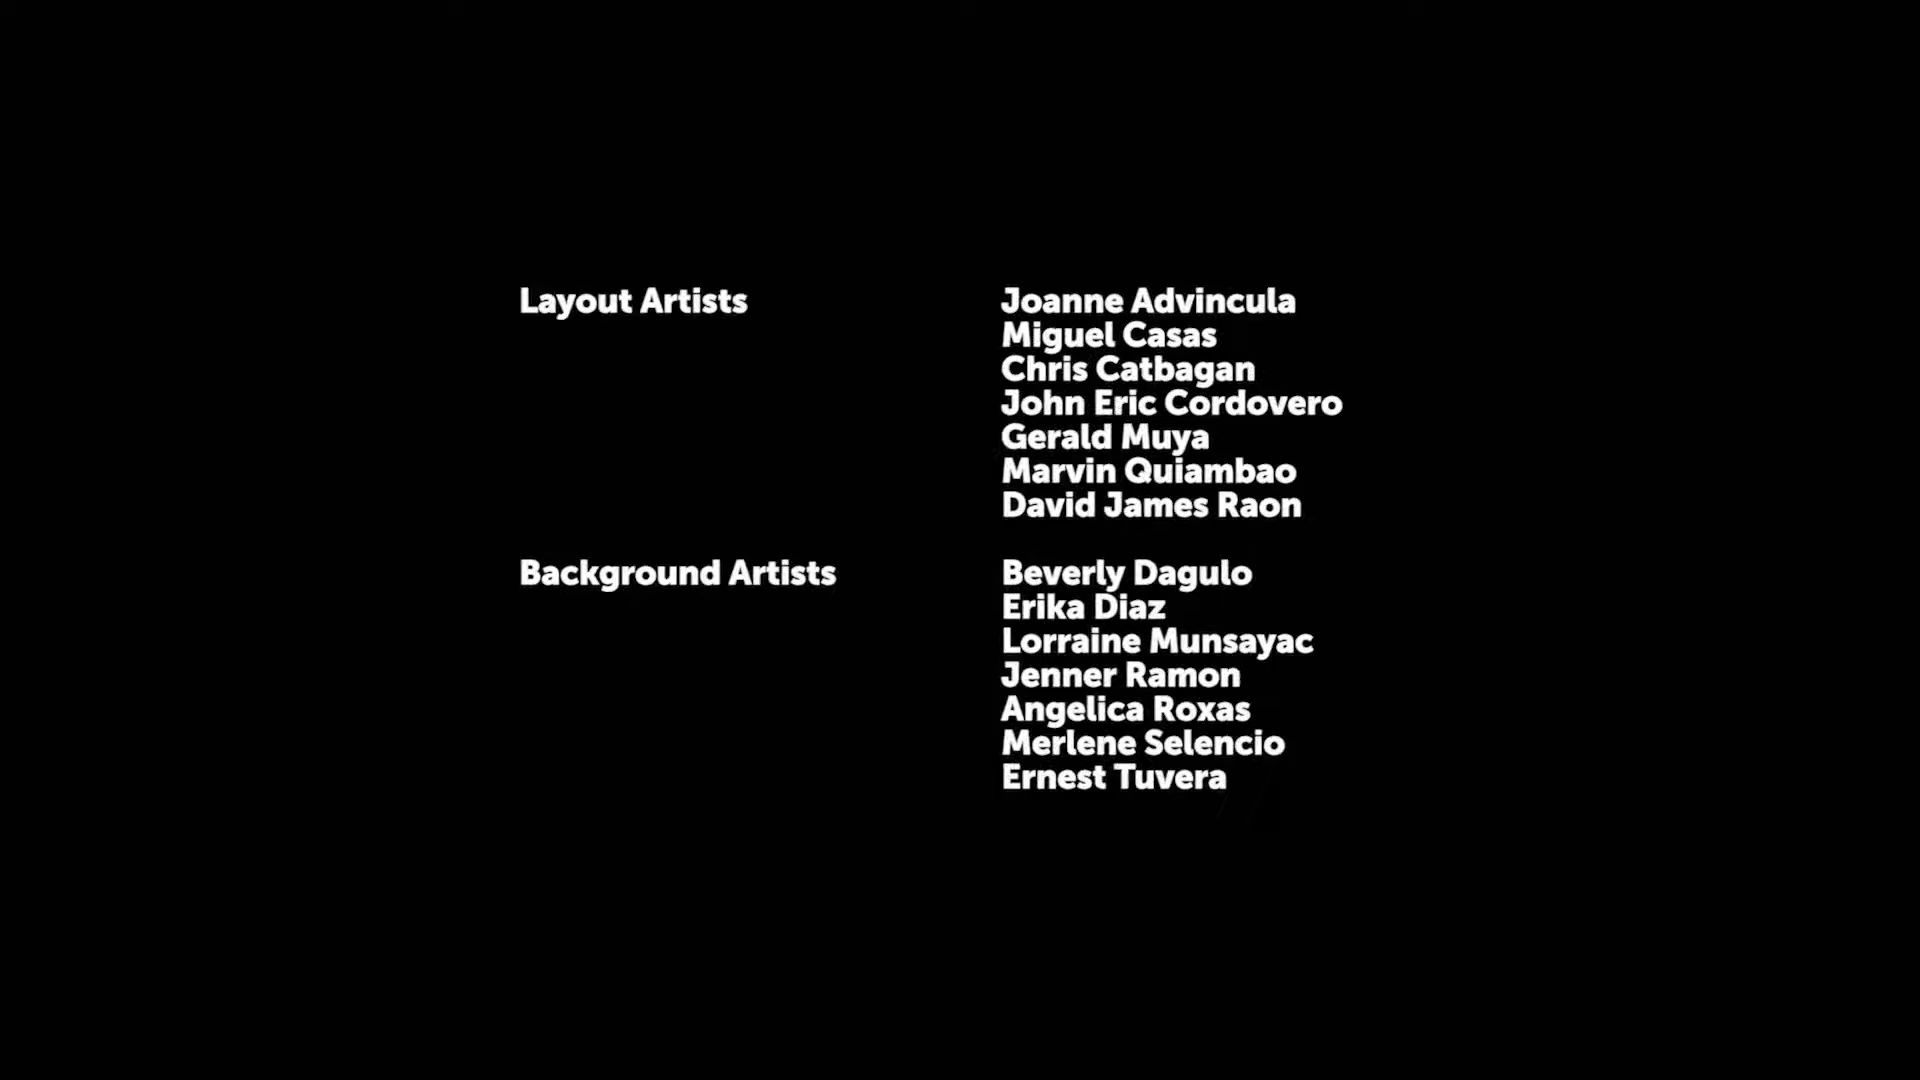 Layout Artists Joanne Advincula
Miguel Casas
Chris Catbagan
John Eric Cordovero
Gerald Muya
Marvin Quiambao
David James Raon
Background Artists Beverly Dagulo
Erika Diaz
Lorraine Munsayac
Jenner Ramon
Angelica Roxas
Merlene Selencio
Ernest Tuvera